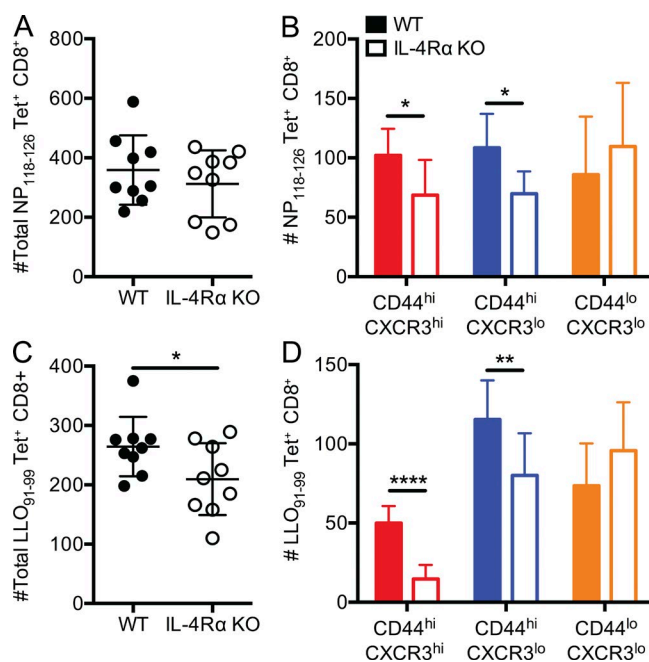 A
#Total NP₁₁₈₋₁₂₆ Tet⁺ CD8⁺
800
600
400
200
0
WT
IL-4Rα KO
B
WT
IL-4Rα KO
# NP₁₁₈₋₁₂₆ Tet⁺ CD8⁺
200
150
100
50
0
*
*
CD44ʰⁱ
CXCR3ʰⁱ
CD44ʰⁱ
CXCR3ˡᵒ
CD44ˡᵒ
CXCR3ˡᵒ
C
#Total LLO₉₁₋₉₉ Tet⁺ CD8+
400
300
200
100
0
*
WT
IL-4Rα KO
D
# LLO₉₁₋₉₉ Tet⁺ CD8⁺
150
100
50
0
****
**
CD44ʰⁱ
CXCR3ʰⁱ
CD44ʰⁱ
CXCR3ˡᵒ
CD44ˡᵒ
CXCR3ˡᵒ